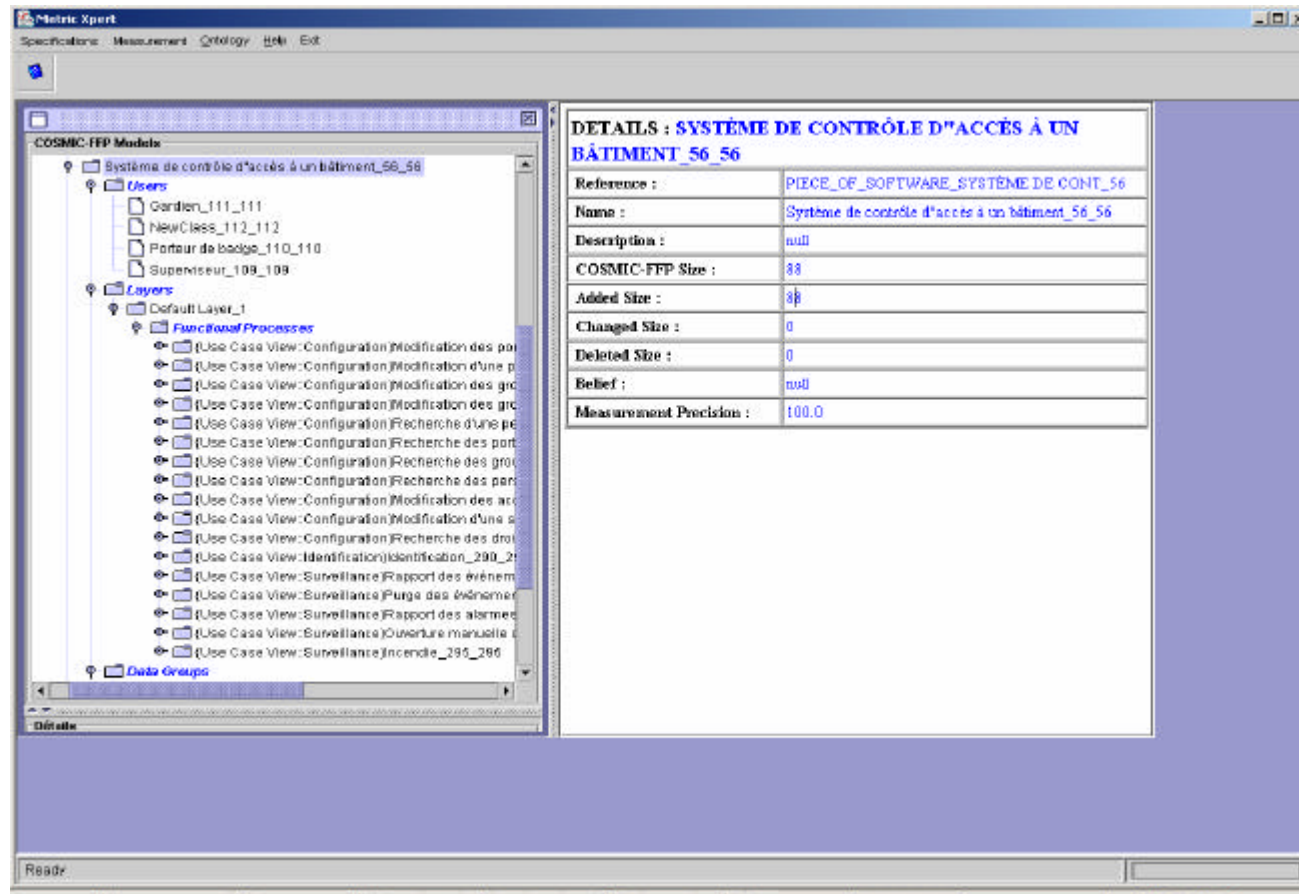 Metric Xpert
Specifications Measurement Ontology Help Exit
COSMIC-FFP Models
Système de contrôle d"accès à un bâtiment_56_56
Users
Gardien_111_111
NewClass_112_112
Porteur de badge_110_110
Superviseur_109_109
Layers
Default Layer_1
Functional Processes
(Use Case View::Configuration)Modification des por
(Use Case View::Configuration)Modification d'une p
(Use Case View::Configuration)Modification des gro
(Use Case View::Configuration)Modification des gro
(Use Case View::Configuration)Recherche d'une pe
(Use Case View::Configuration)Recherche des port
(Use Case View::Configuration)Recherche des grou
(Use Case View::Configuration)Recherche des pers
(Use Case View::Configuration)Modification des acc
(Use Case View::Configuration)Modification d'une s
(Use Case View::Configuration)Recherche des droi
(Use Case View::Identification)Identification_290_2
(Use Case View::Surveillance)Rapport des événem
(Use Case View::Surveillance)Purge des événemer
(Use Case View::Surveillance)Rapport des alarmes
(Use Case View::Surveillance)Ouverture manuelle
(Use Case View::Surveillance)Incendie_295_296
Data Groups
Détails
DETAILS : SYSTÈME DE CONTRÔLE D"ACCÈS À UN
BÂTIMENT_56_56
Reference : PIECE_OF_SOFTWARE_SYSTÈME DE CONT_56
Name : Système de contrôle d"accès à un bâtiment_56_56
Description : null
COSMIC-FFP Size : 88
Added Size : 88
Changed Size : 0
Deleted Size : 0
Belief : null
Measurement Precision : 100.0
Ready